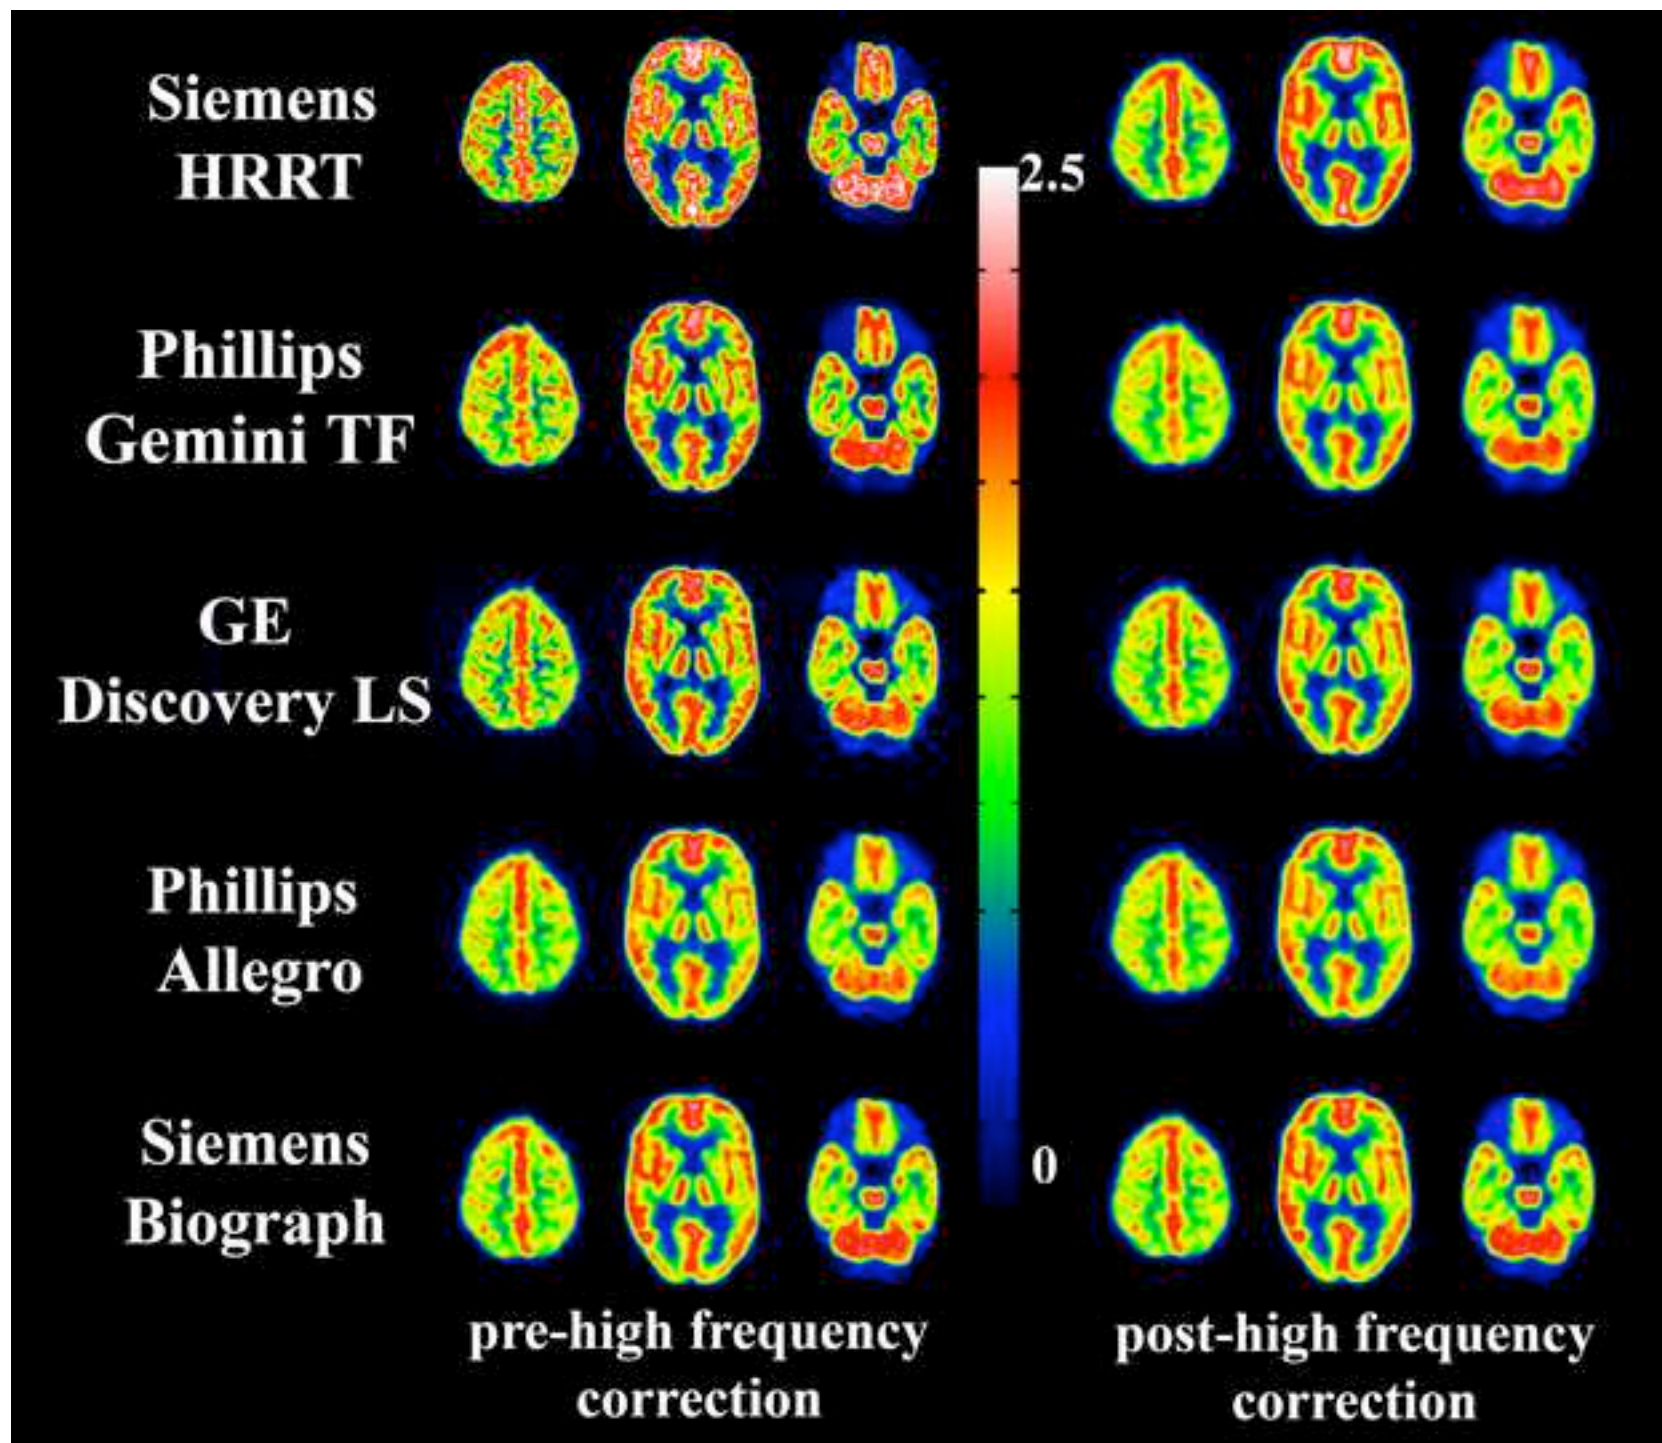 Siemens
HRRT
2.5
Phillips
Gemini TF
GE
Discovery LS
Phillips
Allegro
Siemens
Biograph
0
pre-high frequency
correction
post-high frequency
correction